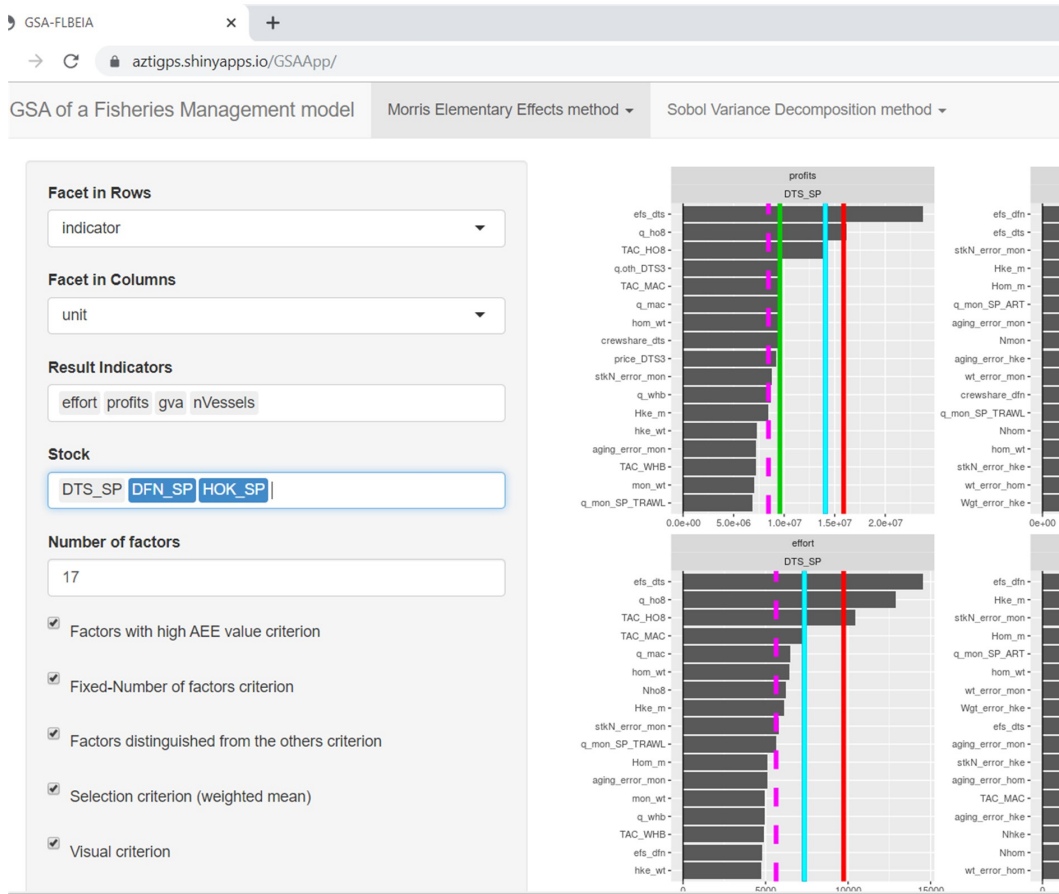 GSA-FLBEIA
aztigps.shinyapps.io/GSAApp/
GSA of a Fisheries Management model
Morris Elementary Effects method
Sobol Variance Decomposition method
Facet in Rows
indicator
Facet in Columns
unit
Result Indicators
effort profits gva nVessels
Stock
DTS_SP DFN_SP HOK_SP
Number of factors
17
Factors with high AEE value criterion
Fixed-Number of factors criterion
Factors distinguished from the others criterion
Selection criterion (weighted mean)
Visual criterion
profits
DTS_SP
efs_dts
q_ho8
TAC_HO8
q.oth_DTS3
TAC_MAC
q_mac
hom_wt
crewshare_dts
price_DTS3
stkN_error_mon
q_whb
Hke_m
hke_wt
aging_error_mon
TAC_WHB
mon_wt
q_mon_SP_TRAWL
0.0e+00 5.0e+06 1.0e+07 1.5e+07 2.0e+07
efs_dfn
efs_dts
stkN_error_mon
Hke_m
Hom_m
q_mon_SP_ART
aging_error_mon
Nmon
aging_error_hke
wt_error_mon
crewshare_dfn
q_mon_SP_TRAWL
Nhom
hom_wt
stkN_error_hke
wt_error_hom
Wgt_error_hke
0e+00
effort
DTS_SP
efs_dts
q_ho8
TAC_HO8
TAC_MAC
q_mac
hom_wt
Nho8
Hke_m
stkN_error_mon
q_mon_SP_TRAWL
Hom_m
aging_error_mon
mon_wt
q_whb
TAC_WHB
efs_dfn
hke_wt
0 5000 10000 15000
efs_dfn
Hke_m
stkN_error_mon
Hom_m
q_mon_SP_ART
hom_wt
wt_error_mon
Wgt_error_hke
efs_dts
aging_error_mon
stkN_error_hke
aging_error_hom
TAC_MAC
aging_error_hke
Nhke
Nhom
wt_error_hom
0